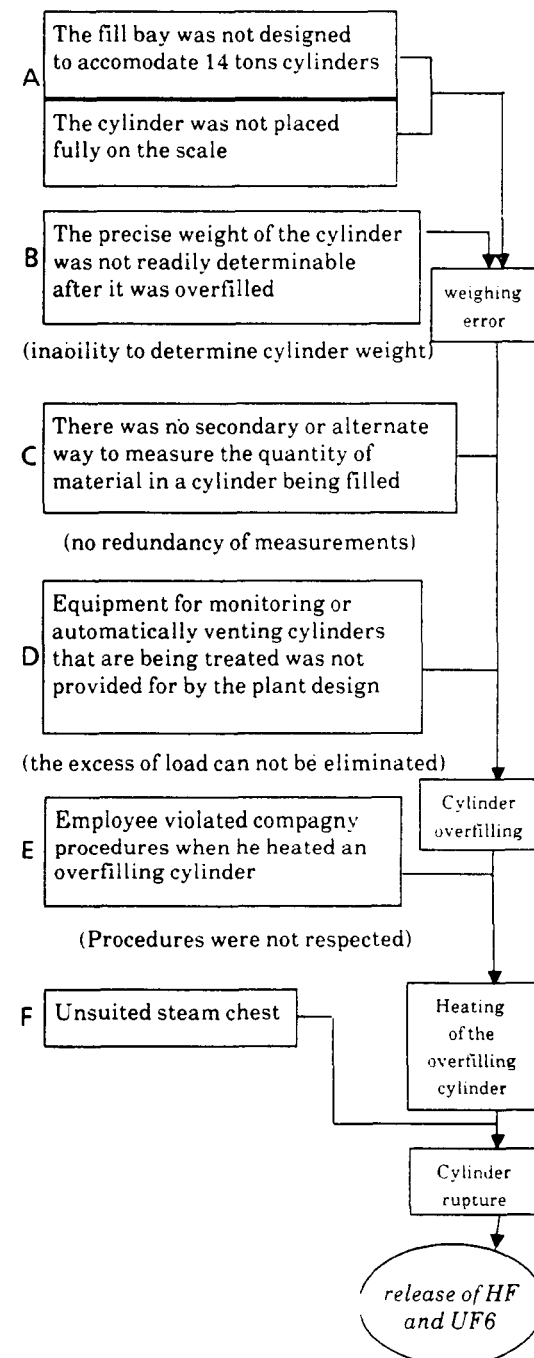 The fill bay was not designed
to accomodate 14 tons cylinders
A
The cylinder was not placed
fully on the scale
The precise weight of the cylinder
B
was not readily determinable
after it was overfilled
weighing
error
(inability to determine cylinder weight)
There was no secondary or alternate
C
way to measure the quantity of
material in a cylinder being filled
(no redundancy of measurements)
Equipment for monitoring or
automatically venting cylinders
D
that are being treated was not
provided for by the plant design
(the excess of load can not be eliminated)
Cylinder
overfilling
Employee violated compagny
E
procedures when he heated an
overfilling cylinder
(Procedures were not respected)
F
Unsuited steam chest
Heating
of the
overfilling
cylinder
Cylinder
rupture
release of HF
and UF6